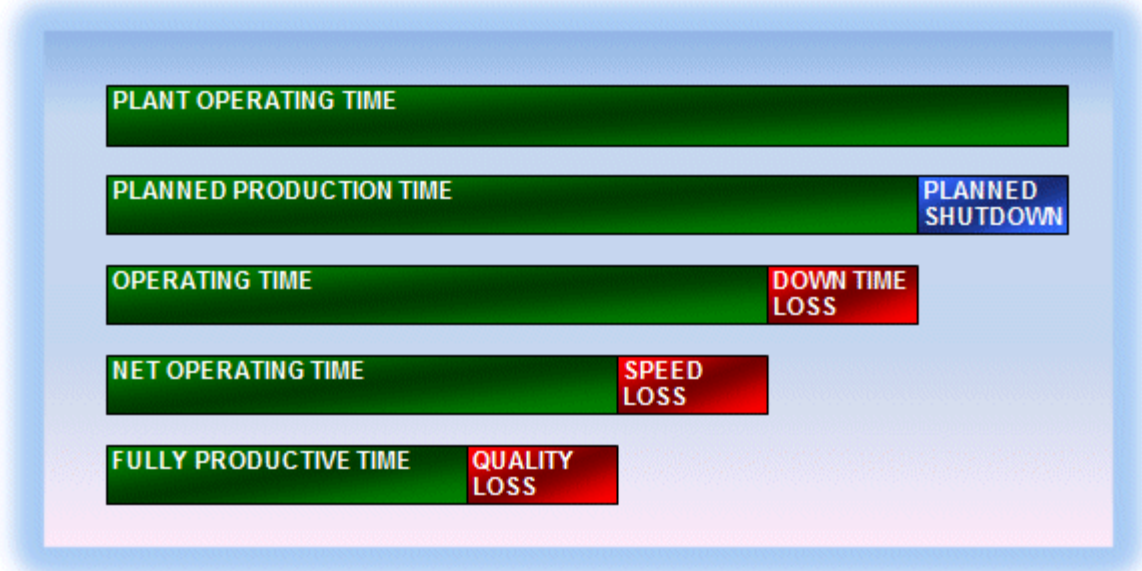 PLANT OPERATING TIME
PLANNED PRODUCTION TIME
PLANNED
SHUTDOWN
OPERATING TIME
DOWN TIME
LOSS
NET OPERATING TIME
SPEED
LOSS
FULLY PRODUCTIVE TIME
QUALITY
LOSS